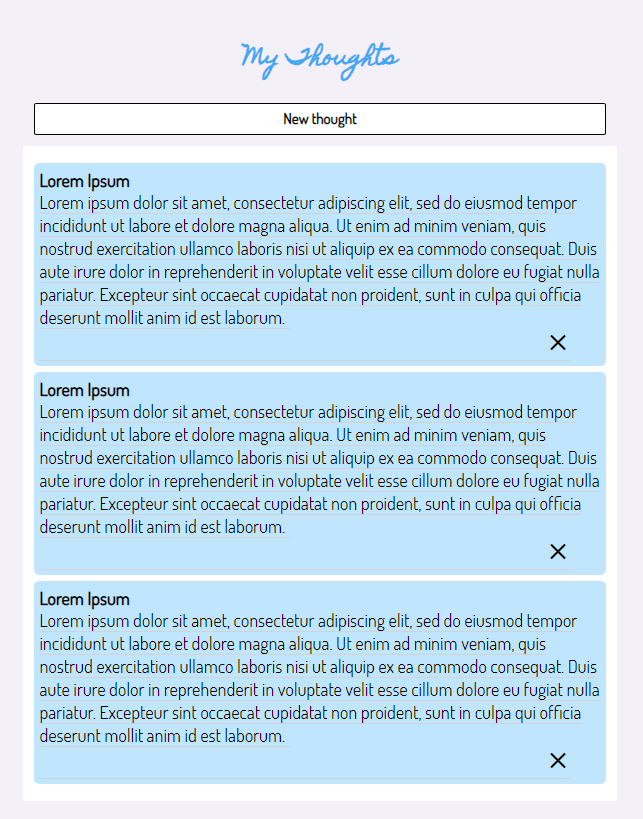 My Thoughts
New thought
Lorem Ipsum
Lorem ipsum dolor sit amet, consectetur adipiscing elit, sed do eiusmod tempor
incididunt ut labore et dolore magna aliqua. Ut enim ad minim veniam, quis
nostrud exercitation ullamco laboris nisi ut aliquip ex ea commodo consequat. Duis
aute irure dolor in reprehenderit in voluptate velit esse cillum dolore eu fugiat nulla
pariatur. Excepteur sint occaecat cupidatat non proident, sunt in culpa qui officia
deserunt mollit anim id est laborum.
Lorem Ipsum
Lorem ipsum dolor sit amet, consectetur adipiscing elit, sed do eiusmod tempor
incididunt ut labore et dolore magna aliqua. Ut enim ad minim veniam, quis
nostrud exercitation ullamco laboris nisi ut aliquip ex ea commodo consequat. Duis
aute irure dolor in reprehenderit in voluptate velit esse cillum dolore eu fugiat nulla
pariatur. Excepteur sint occaecat cupidatat non proident, sunt in culpa qui officia
deserunt mollit anim id est laborum.
Lorem Ipsum
Lorem ipsum dolor sit amet, consectetur adipiscing elit, sed do eiusmod tempor
incididunt ut labore et dolore magna aliqua. Ut enim ad minim veniam, quis
nostrud exercitation ullamco laboris nisi ut aliquip ex ea commodo consequat. Duis
aute irure dolor in reprehenderit in voluptate velit esse cillum dolore eu fugiat nulla
pariatur. Excepteur sint occaecat cupidatat non proident, sunt in culpa qui officia
deserunt mollit anim id est laborum.